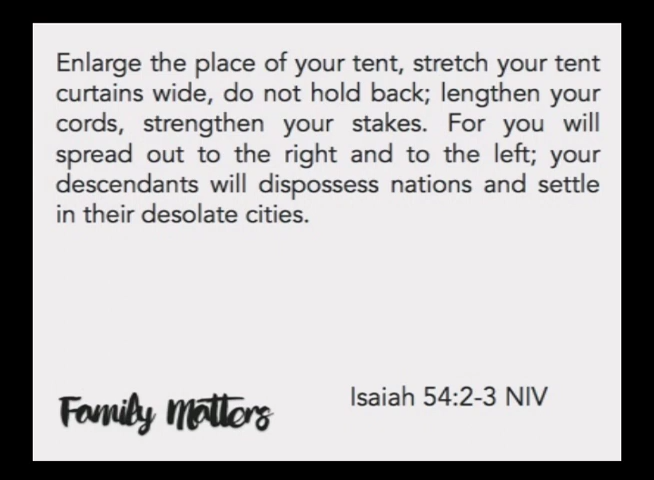 Enlarge the place of your tent, stretch your tent
curtains wide, do not hold back; lengthen your
cords, strengthen your stakes. For you will
spread out to the right and to the left; your
descendants will dispossess nations and settle
in their desolate cities.
Isaiah 54:2-3 NIV
Family Matters